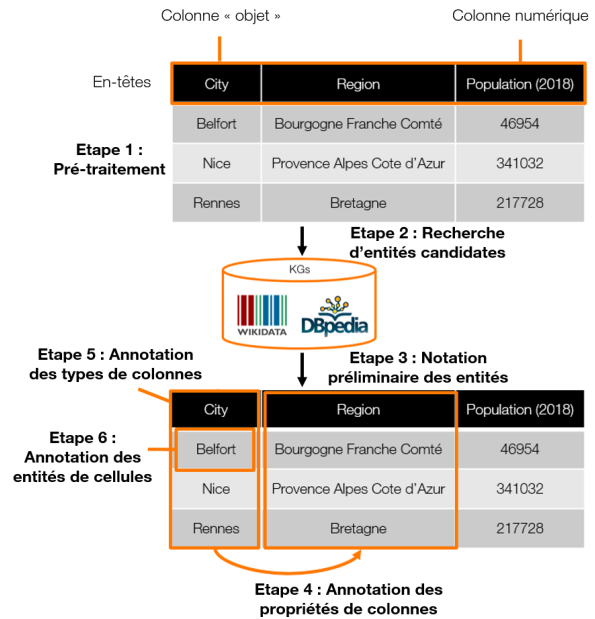 Colonne « objet »
Colonne numérique
En-têtes
City Region Population (2018)
Belfort Bourgogne Franche Comté 46954
Etape 1 :
Pré-traitement
Nice Provence Alpes Cote d'Azur 341032
Rennes Bretagne 217728
Etape 2 : Recherche
d'entités candidates
KGs
WIKIDATA
DBpedia
Etape 3 : Notation
préliminaire des entités
Etape 5 : Annotation
des types de colonnes
City Region Population (2018)
Etape 6 :
Annotation des
entités de cellules
Belfort Bourgogne Franche Comté 46954
Nice Provence Alpes Cote d'Azur 341032
Rennes Bretagne 217728
Etape 4 : Annotation des
propriétés de colonnes